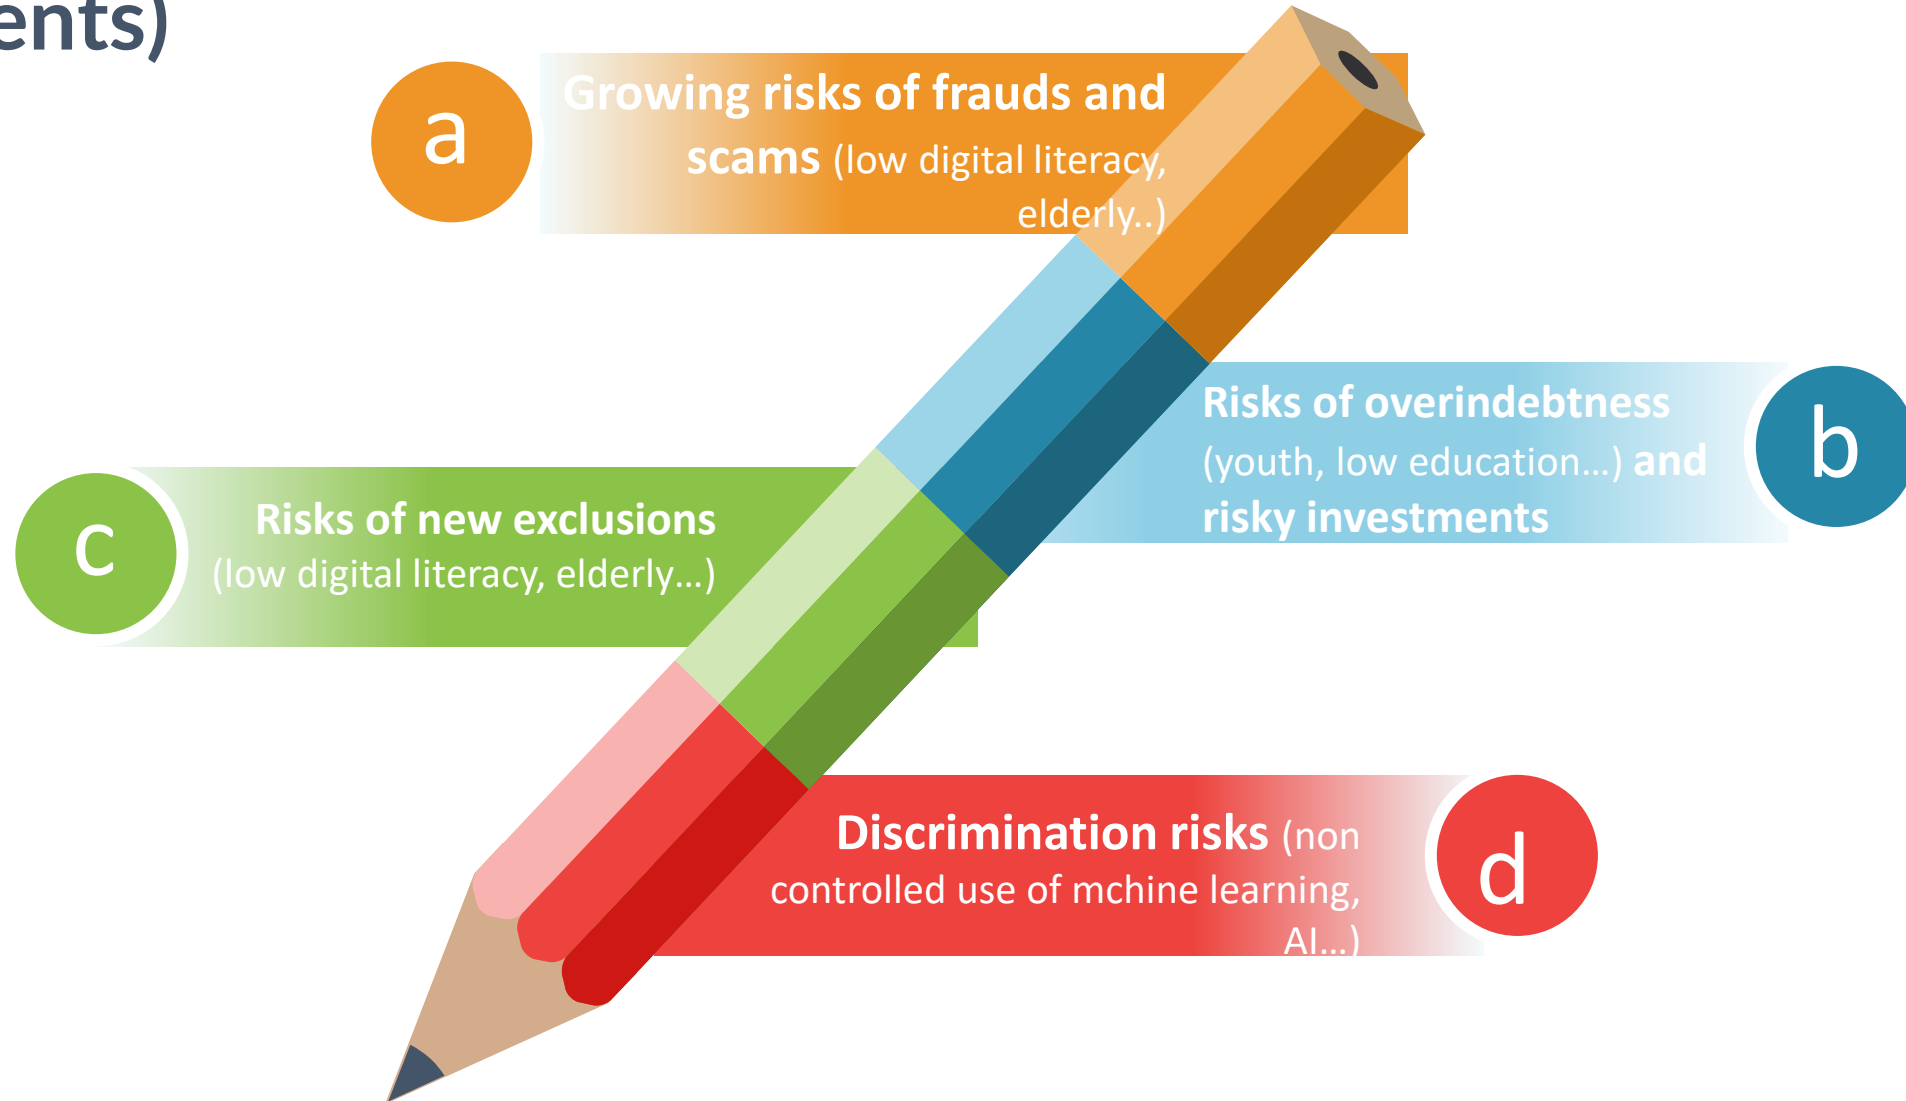 ents)
a
Growing risks of frauds and
scams (low digital literacy,
elderly..)
b
Risks of overindebtness
(youth, low education...) and
risky investments
c
Risks of new exclusions
(low digital literacy, elderly...)
d
Discrimination risks (non
controlled use of mchine learning,
AI...)